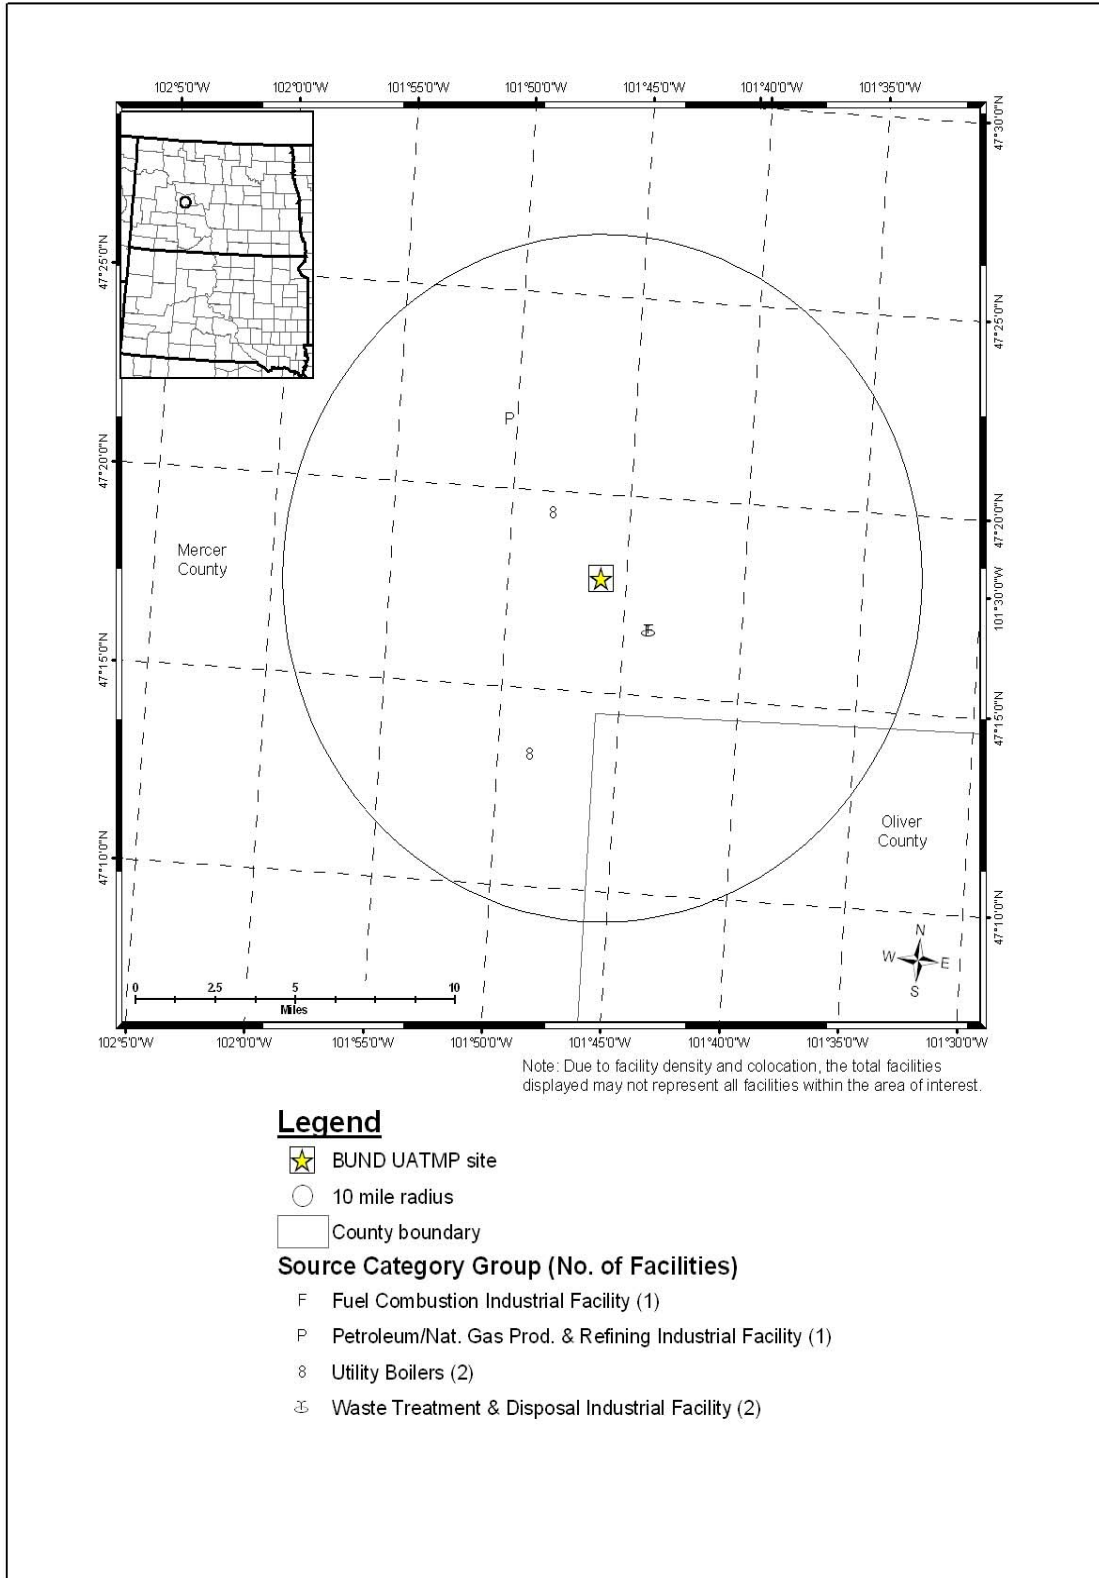 102°5'0"W 102°0'0"W 101°55'0"W 101°50'0"W 101°45'0"W 101°40'0"W 101°35'0"W
47°30'0"N
47°25'0"N
47°25'0"N
P
47°20'0"N
8
47°20'0"N
Mercer
County
101°30'0"W
F
47°15'0"N
47°15'0"N
8
Oliver
County
47°10'0"N
47°10'0"N
N
W E
S
0 2.5 5 10
Miles
102°5'0"W 102°0'0"W 101°55'0"W 101°50'0"W 101°45'0"W 101°40'0"W 101°35'0"W 101°30'0"W
Note: Due to facility density and colocation, the total facilities
displayed may not represent all facilities within the area of interest.
Legend
BUND UATMP site
10 mile radius
County boundary
Source Category Group (No. of Facilities)
F Fuel Combustion Industrial Facility (1)
P Petroleum/Nat. Gas Prod. & Refining Industrial Facility (1)
8 Utility Boilers (2)
Waste Treatment & Disposal Industrial Facility (2)